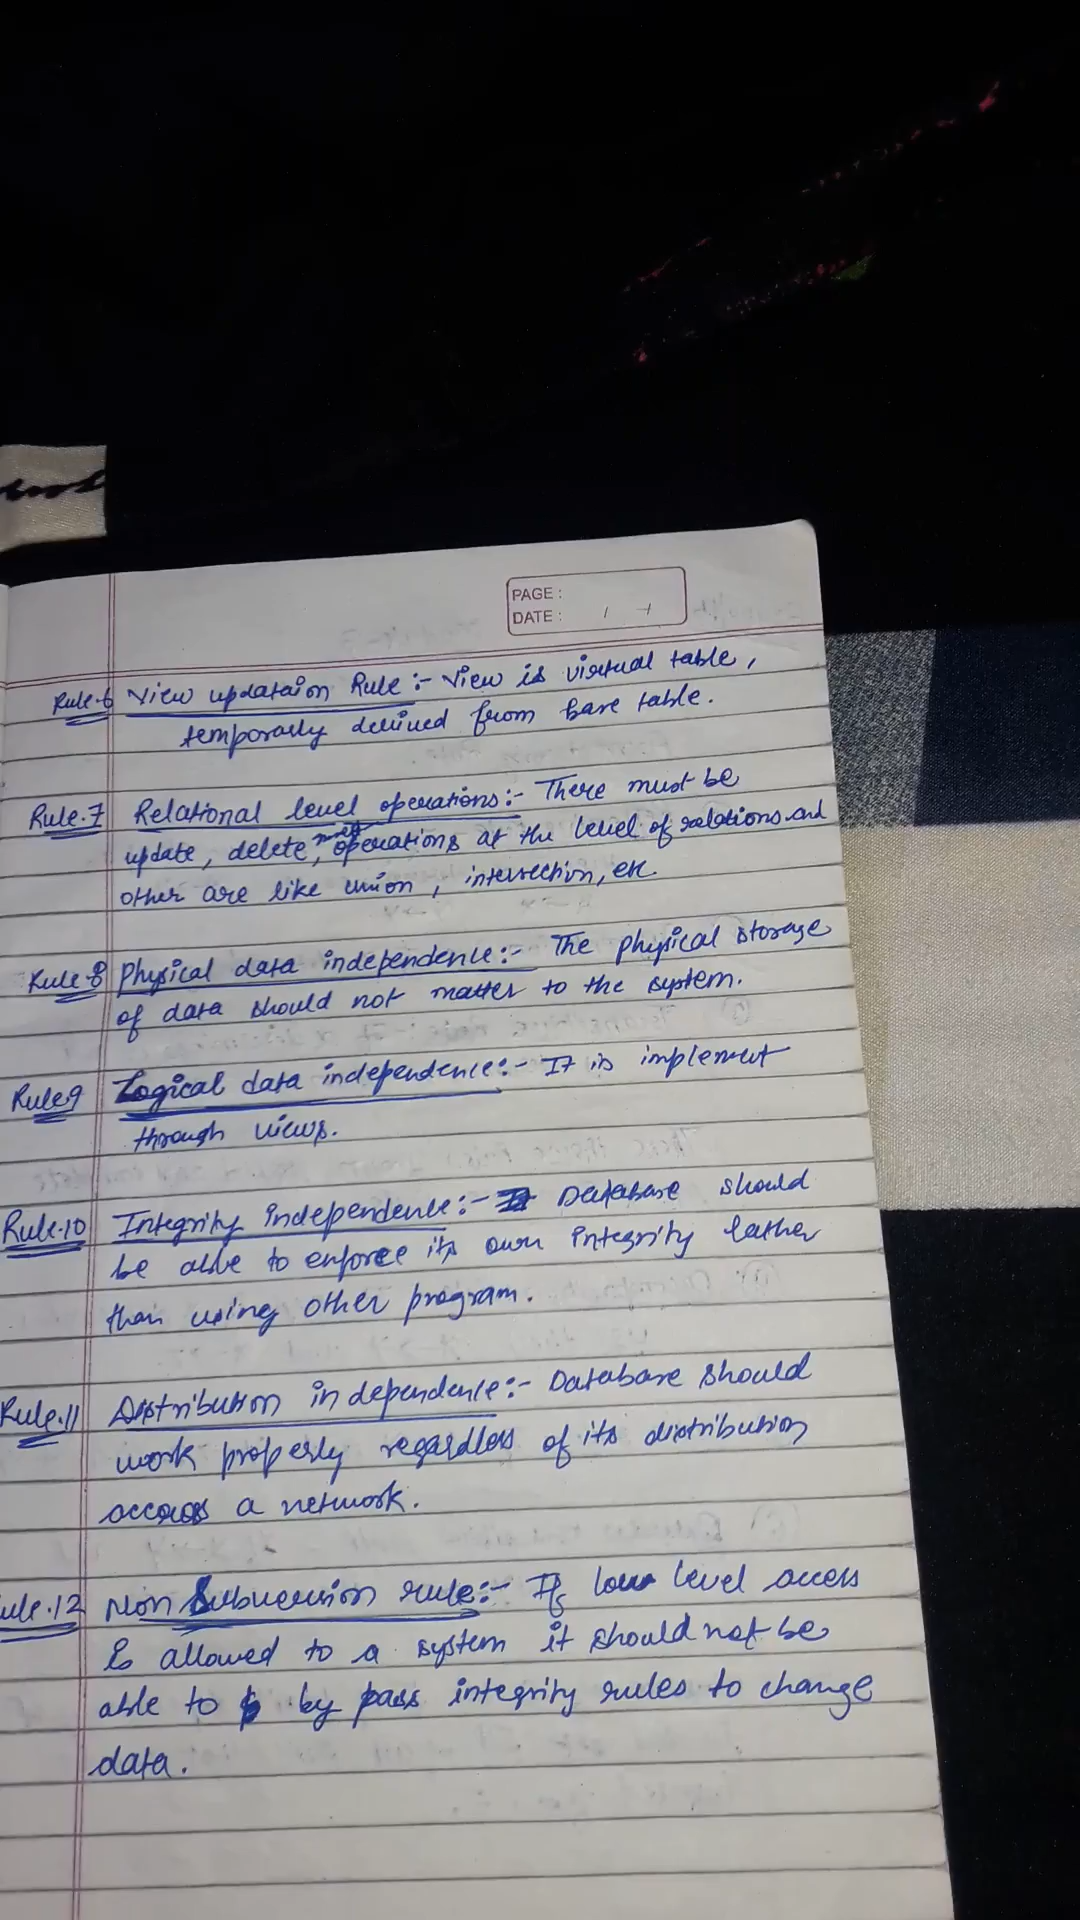 PAGE :
DATE : / /
Rule.6 View updataion Rule :- View is virtual table,
temporarly derived from base table.
Rule.7 Relational level operations :- There must be
update, delete, operations at the level of relations and
other are like union, intersection, etc.
Rule 8 Physical data independence :- The physical storage
of data should not matter to the system.
Rule 9 Logical data independence :- It is implement
through views.
Rule.10 Integrity independence :- Database should
be able to enforce its own integrity rather
than using other program.
Rule.11 Distribution independence :- Database should
work properly regardless of its distribution
accross a network.
ule.12 Non Subversion rule :- If low level access
is allowed to a system it should not be
able to by pass integrity rules to change
data.